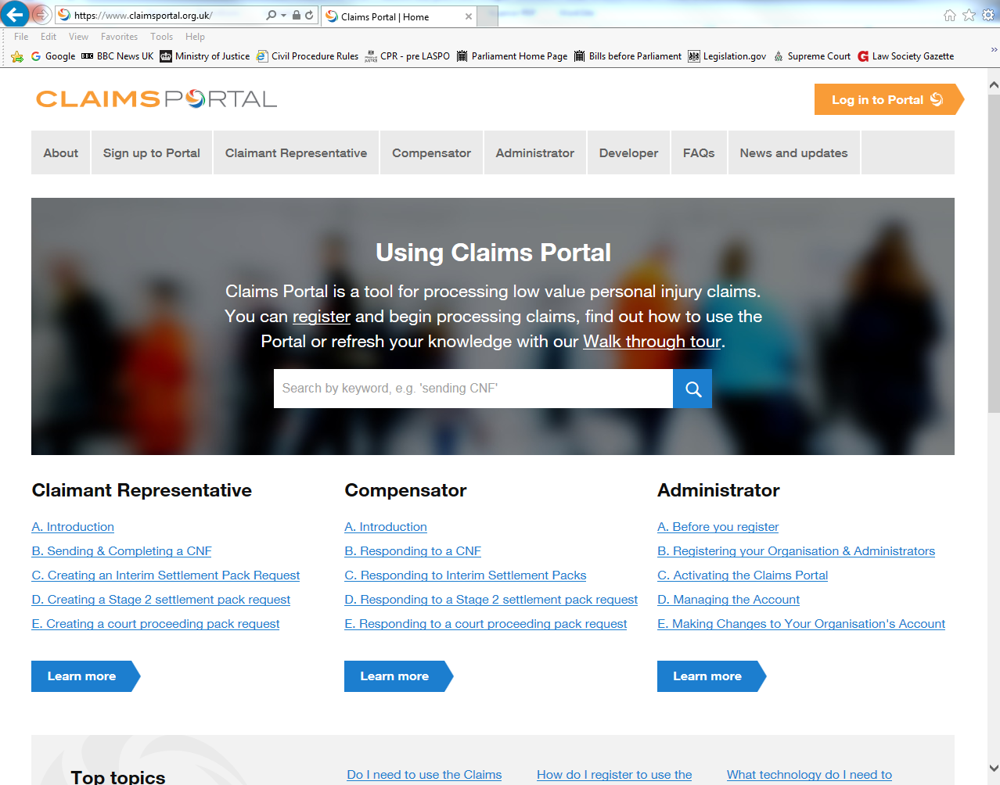 https://www.claimsportal.org.uk/
Claims Portal | Home
File Edit View Favorites Tools Help
Google BBC News UK Ministry of Justice Civil Procedure Rules CPR - pre LASPO Parliament Home Page Bills before Parliament Legislation.gov Supreme Court Law Society Gazette
CLAIMSPORTAL
Log in to Portal
About Sign up to Portal Claimant Representative Compensator Administrator Developer FAQs News and updates
Using Claims Portal
Claims Portal is a tool for processing low value personal injury claims.
You can register and begin processing claims, find out how to use the
Portal or refresh your knowledge with our Walk through tour.
Search by keyword, e.g. 'sending CNF'
Claimant Representative
A. Introduction
B. Sending & Completing a CNF
C. Creating an Interim Settlement Pack Request
D. Creating a Stage 2 settlement pack request
E. Creating a court proceeding pack request
Learn more
Compensator
A. Introduction
B. Responding to a CNF
C. Responding to Interim Settlement Packs
D. Responding to a Stage 2 settlement pack request
E. Responding to a court proceeding pack request
Learn more
Administrator
A. Before you register
B. Registering your Organisation & Administrators
C. Activating the Claims Portal
D. Managing the Account
E. Making Changes to Your Organisation's Account
Learn more
Top topics
Do I need to use the Claims
How do I register to use the
What technology do I need to